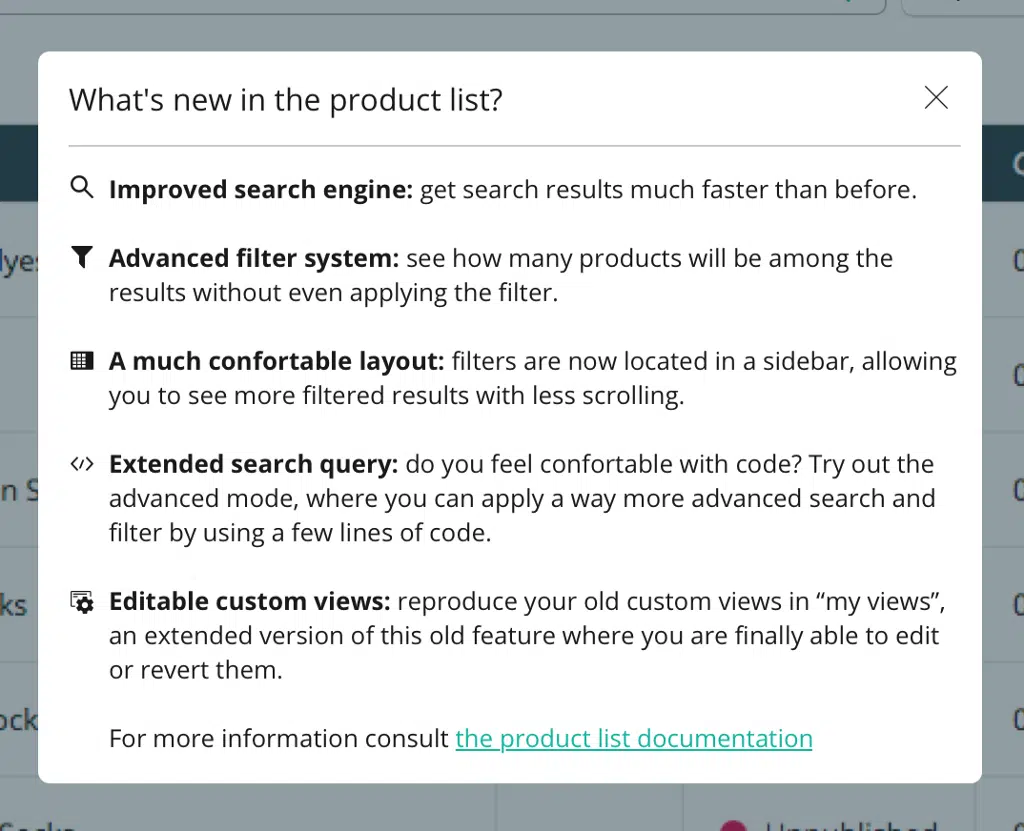 What's new in the product list?
Improved search engine: get search results much faster than before.
Advanced filter system: see how many products will be among the
results without even applying the filter.
A much confortable layout: filters are now located in a sidebar, allowing
you to see more filtered results with less scrolling.
Extended search query: do you feel confortable with code? Try out the
advanced mode, where you can apply a way more advanced search and
filter by using a few lines of code.
Editable custom views: reproduce your old custom views in “my views”,
an extended version of this old feature where you are finally able to edit
or revert them.
For more information consult the product list documentation
Unpublished